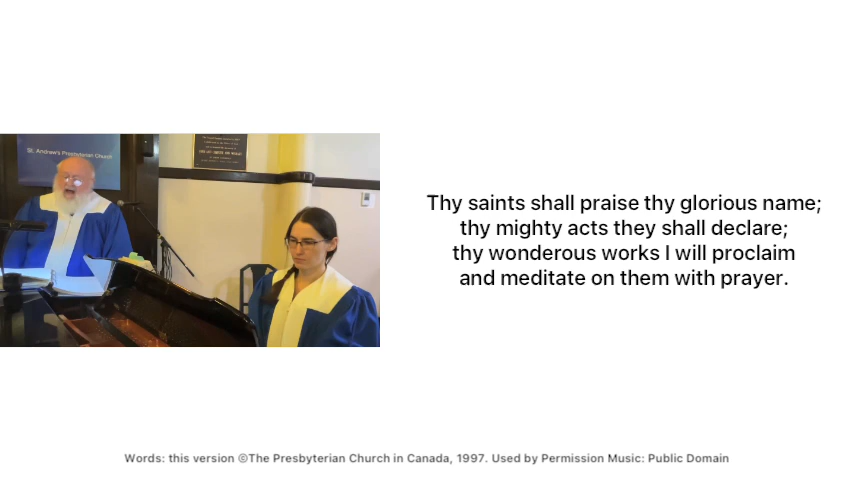 St. Andrew's Presbyterian Church
Thy saints shall praise thy glorious name;
thy mighty acts they shall declare;
thy wonderous works I will proclaim
and meditate on them with prayer.
Words: this version ©The Presbyterian Church in Canada, 1997. Used by Permission Music: Public Domain